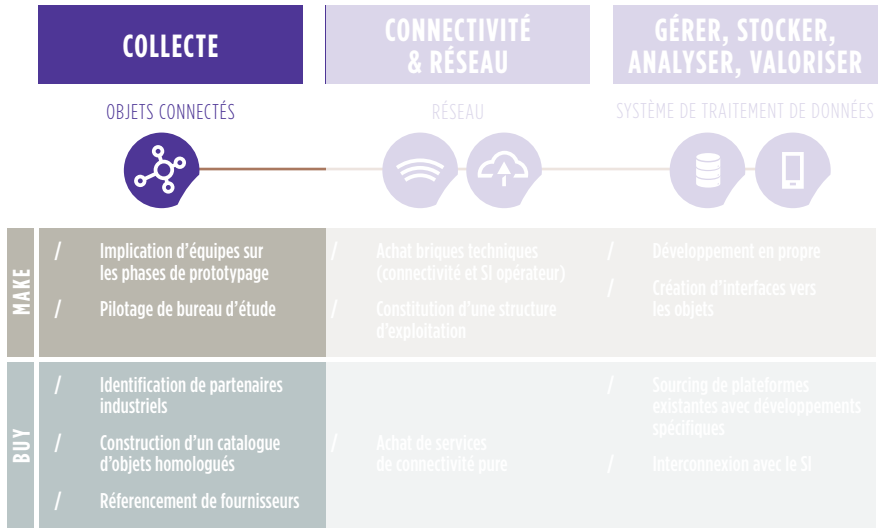 COLLECTE
CONNECTIVITÉ
& RÉSEAU
GÉRER, STOCKER,
ANALYSER, VALORISER
OBJETS CONNECTÉS
RÉSEAU
SYSTÈME DE TRAITEMENT DE DONNÉES
MAKE
/ Implication d'équipes sur
les phases de prototypage
/ Pilotage de bureau d'étude
/ Achat briques techniques
(connectivité et SI opérateur)
/ Constitution d'une structure
d'exploitation
/ Développement en propre
/ Création d'interfaces vers
les objets
BUY
/ Identification de partenaires
industriels
/ Construction d'un catalogue
d'objets homologués
/ Réferencement de fournisseurs
/ Achat de services
de connectivité pure
/ Sourcing de plateformes
existantes avec développements
spécifiques
/ Interconnexion avec le SI